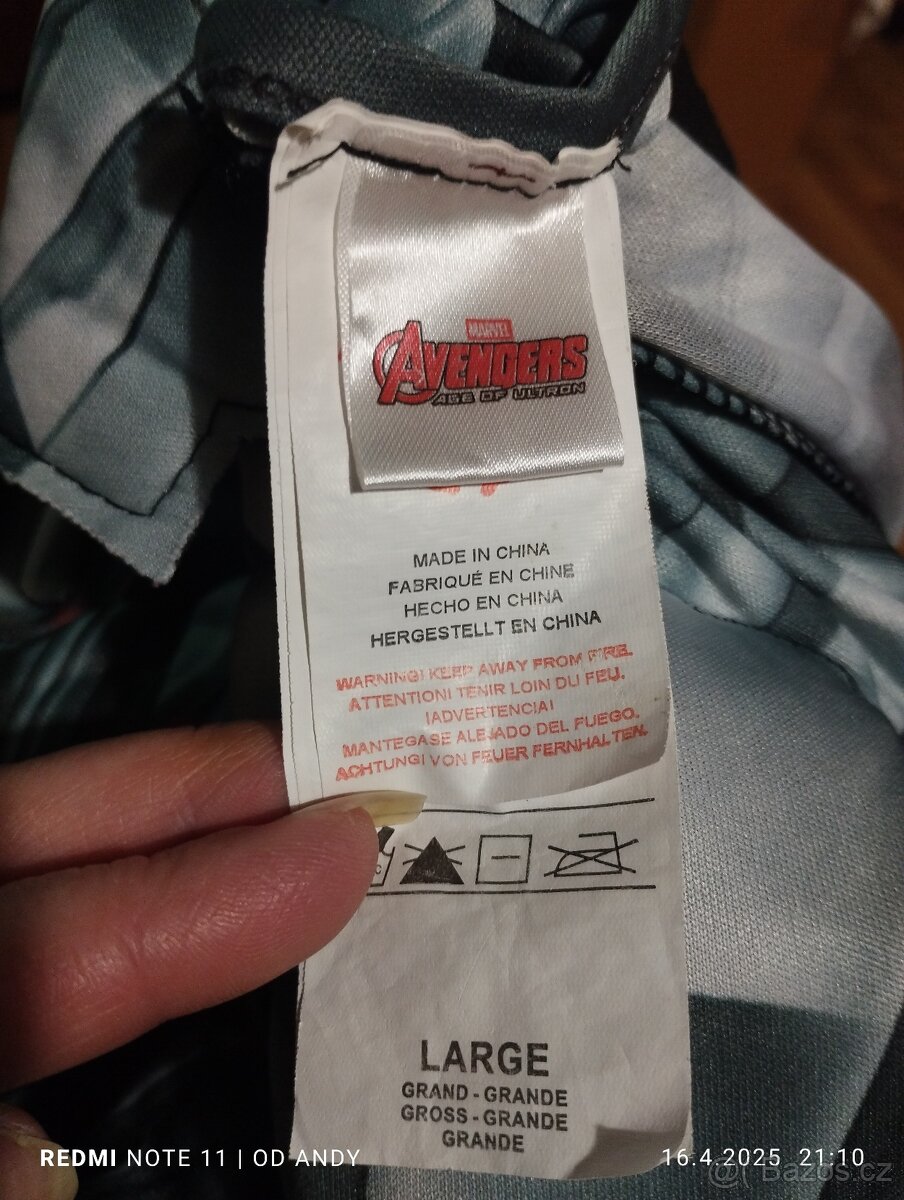 MARVEL
AVENGERS
AGE OF ULTRON
MADE IN CHINA
FABRIQUÉ EN CHINE
HECHO EN CHINA
HERGESTELLT EN CHINA
WARNING! KEEP AWAY FROM FIRE.
ATTENTION! TENIR LOIN DU FEU.
¡ADVERTENCIA!
MANTEGASE ALEJADO DEL FUEGO.
ACHTUNG! VON FEUER FERNHALTEN.
LARGE
GRAND - GRANDE
GROSS - GRANDE
GRANDE
REDMI NOTE 11 | OD ANDY
16.4.2025 21:10
Bazos.cz